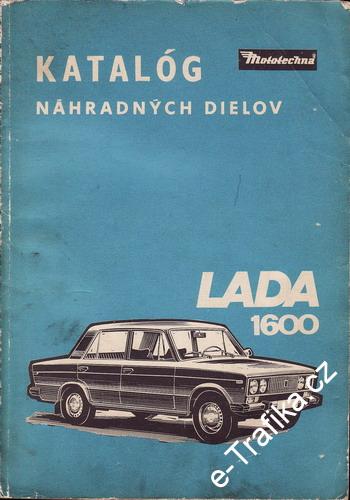 KATALÓG
Mototechna
NÁHRADNÝCH DIELOV
LADA
1600
e-Trafika.cz